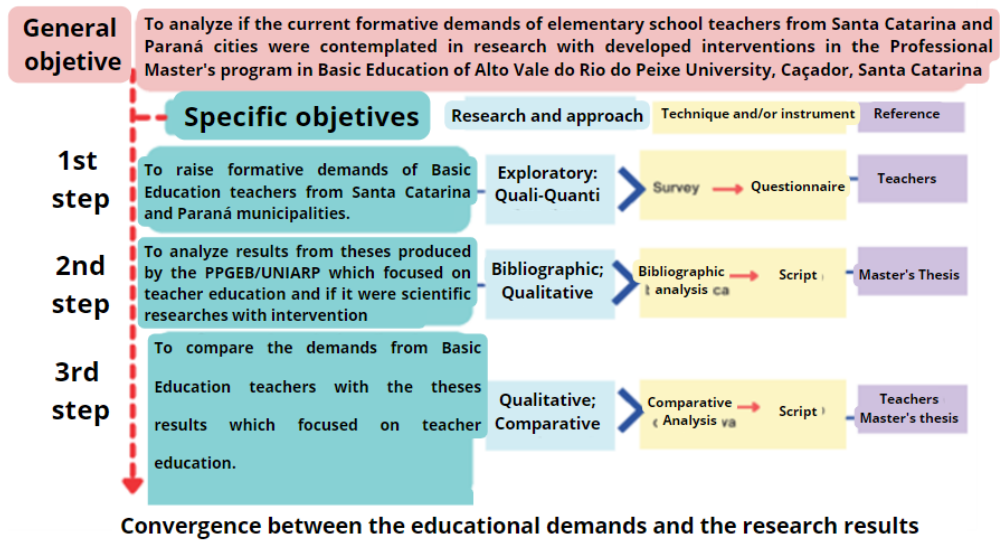 General
objetive
To analyze if the current formative demands of elementary school teachers from Santa Catarina and
Paraná cities were contemplated in research with developed interventions in the Professional
Master's program in Basic Education of Alto Vale do Rio do Peixe University, Caçador, Santa Catarina
Specific objetives
Research and approach
Technique and/or instrument
Reference
1st
step
To raise formative demands of Basic
Education teachers from Santa Catarina
and Paraná municipalities.
Exploratory:
Quali-Quanti
Survey
Questionnaire
Teachers
2nd
step
To analyze results from theses produced
by the PPGEB/UNIARP which focused on
teacher education and if it were scientific
researches with intervention
Bibliographic;
Qualitative
Bibliographic
analysis ca
Script
Master's Thesis
3rd
step
To compare the demands from Basic
Education teachers with the theses
results which focused on teacher
education.
Qualitative;
Comparative
Comparative
Analysis va
Script
Teachers
Master's thesis
Convergence between the educational demands and the research results